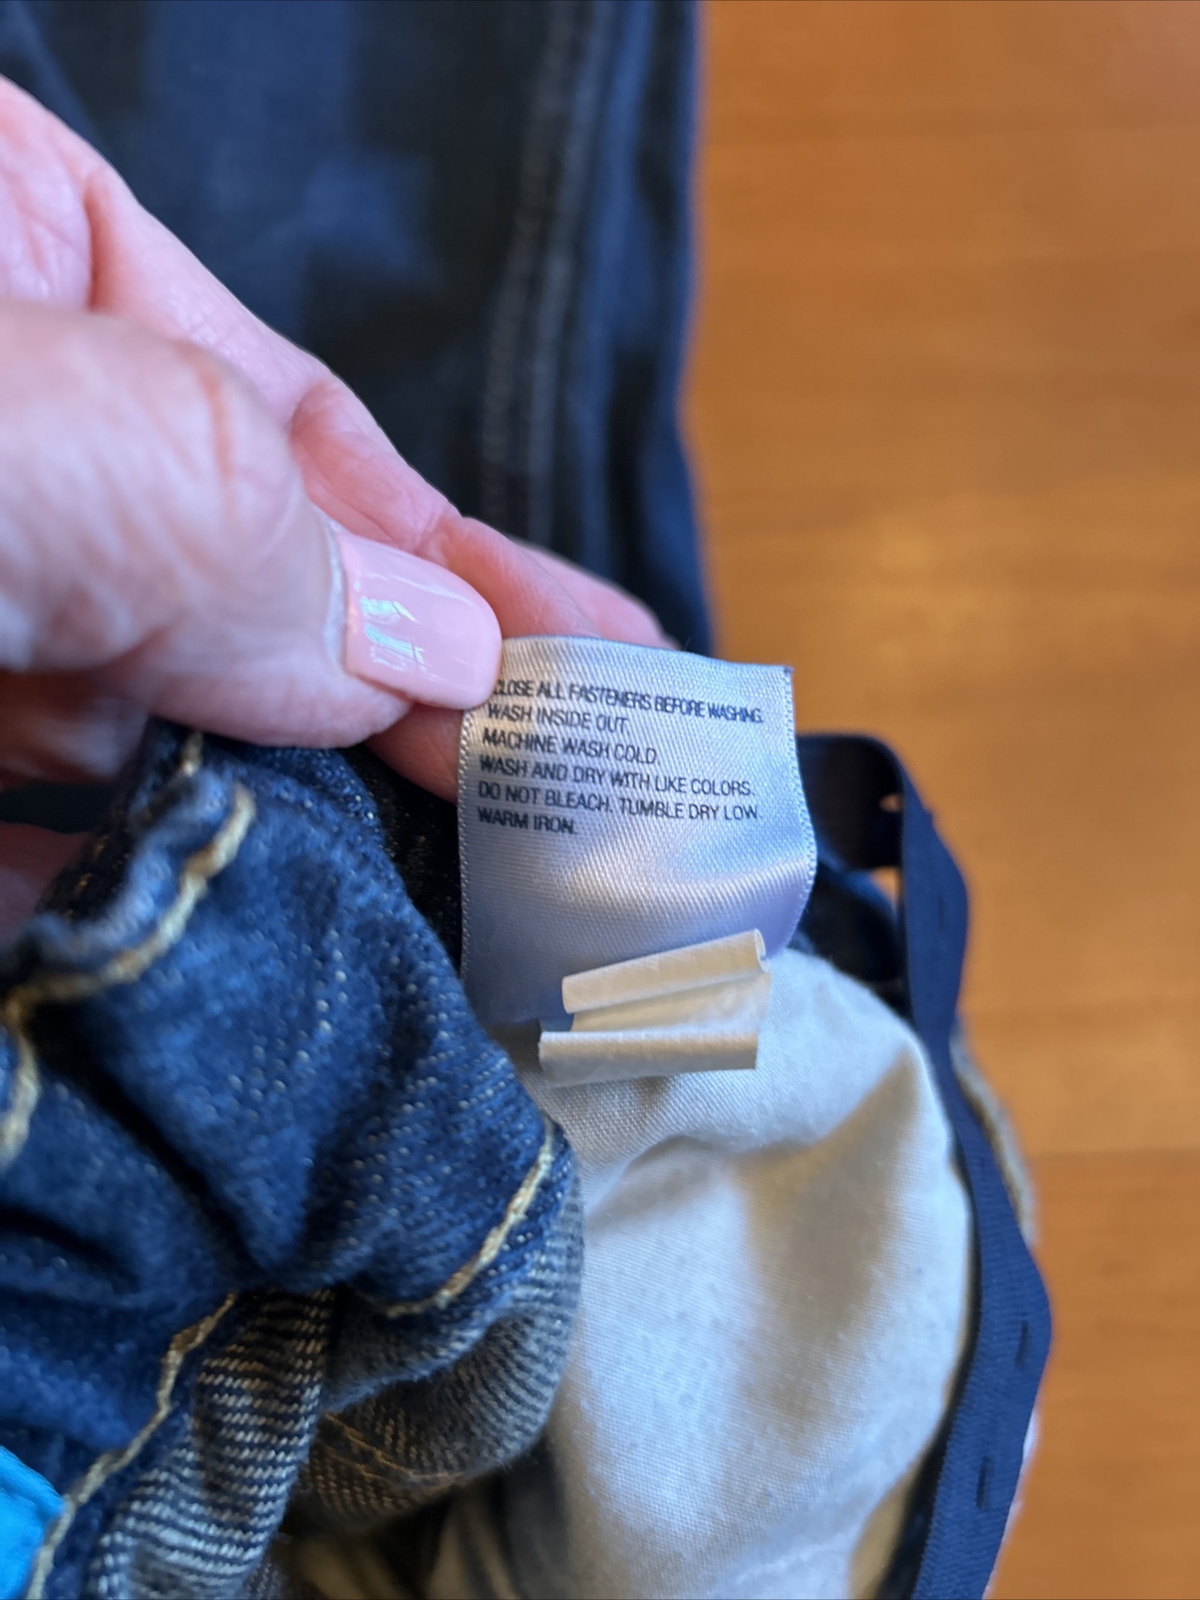 CLOSE ALL FASTENERS BEFORE WASHING.
WASH INSIDE OUT.
MACHINE WASH COLD.
WASH AND DRY WITH LIKE COLORS.
DO NOT BLEACH. TUMBLE DRY LOW.
WARM IRON.